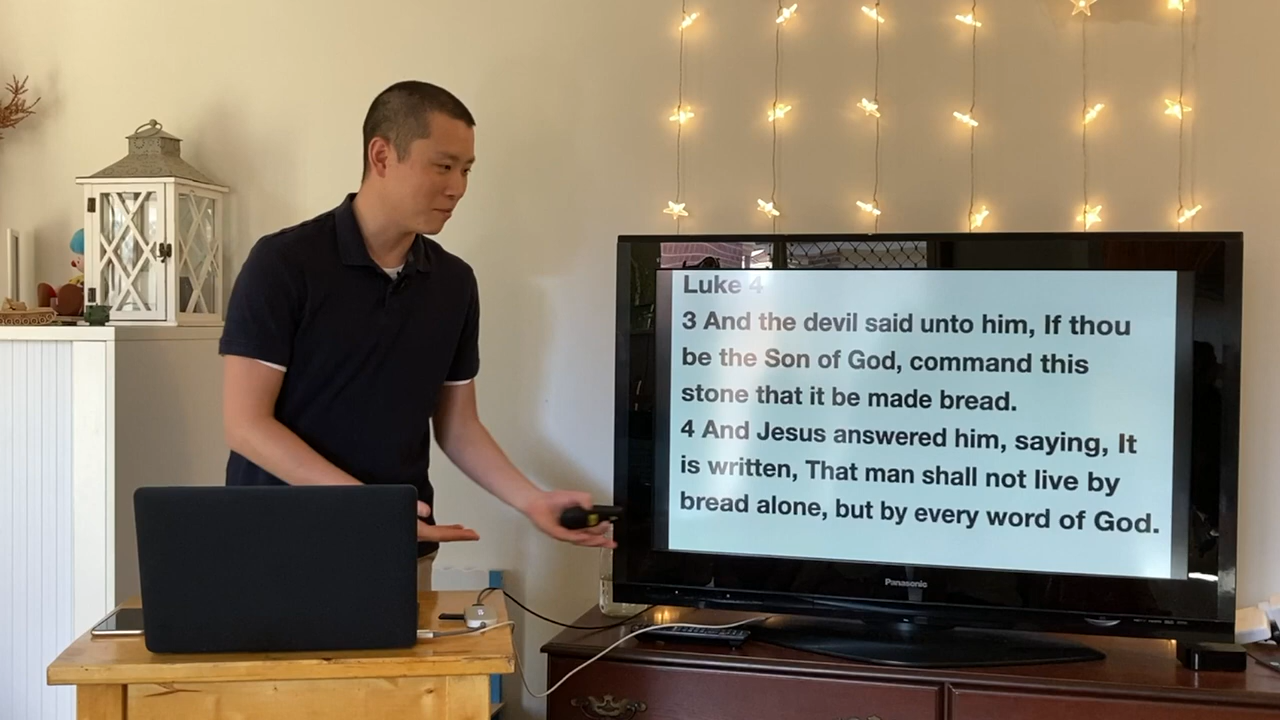 Luke 4
3 And the devil said unto him, If thou
be the Son of God, command this
stone that it be made bread.
4 And Jesus answered him, saying, It
is written, That man shall not live by
bread alone, but by every word of God.
Panasonic